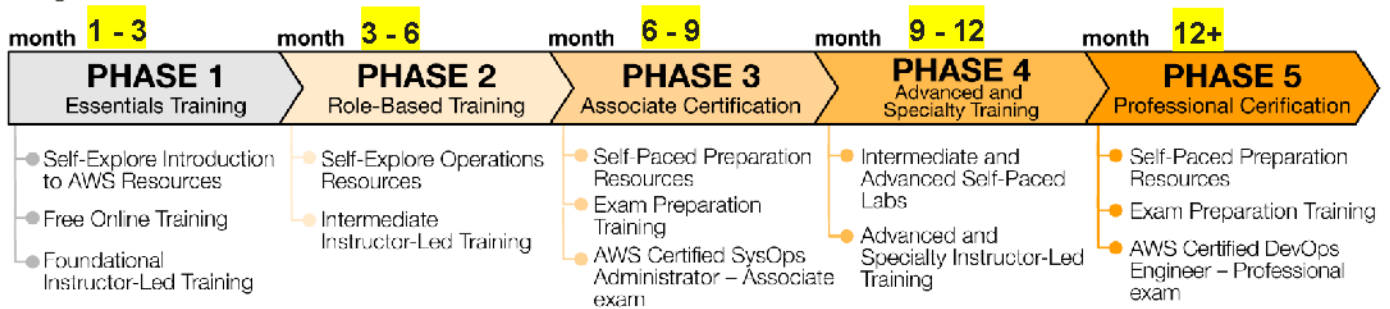 month 1 - 3
PHASE 1
Essentials Training
Self-Explore Introduction
to AWS Resources
Free Online Training
Foundational
Instructor-Led Training
month 3 - 6
PHASE 2
Role-Based Training
Self-Explore Operations
Resources
Intermediate
Instructor-Led Training
month 6 - 9
PHASE 3
Associate Certification
Self-Paced Preparation
Resources
Exam Preparation
Training
AWS Certified SysOps
Administrator – Associate
exam
month 9 - 12
PHASE 4
Advanced and
Specialty Training
Intermediate and
Advanced Self-Paced
Labs
Advanced and
Specialty Instructor-Led
Training
month 12+
PHASE 5
Professional Cerification
Self-Paced Preparation
Resources
Exam Preparation Training
AWS Certified DevOps
Engineer – Professional
exam